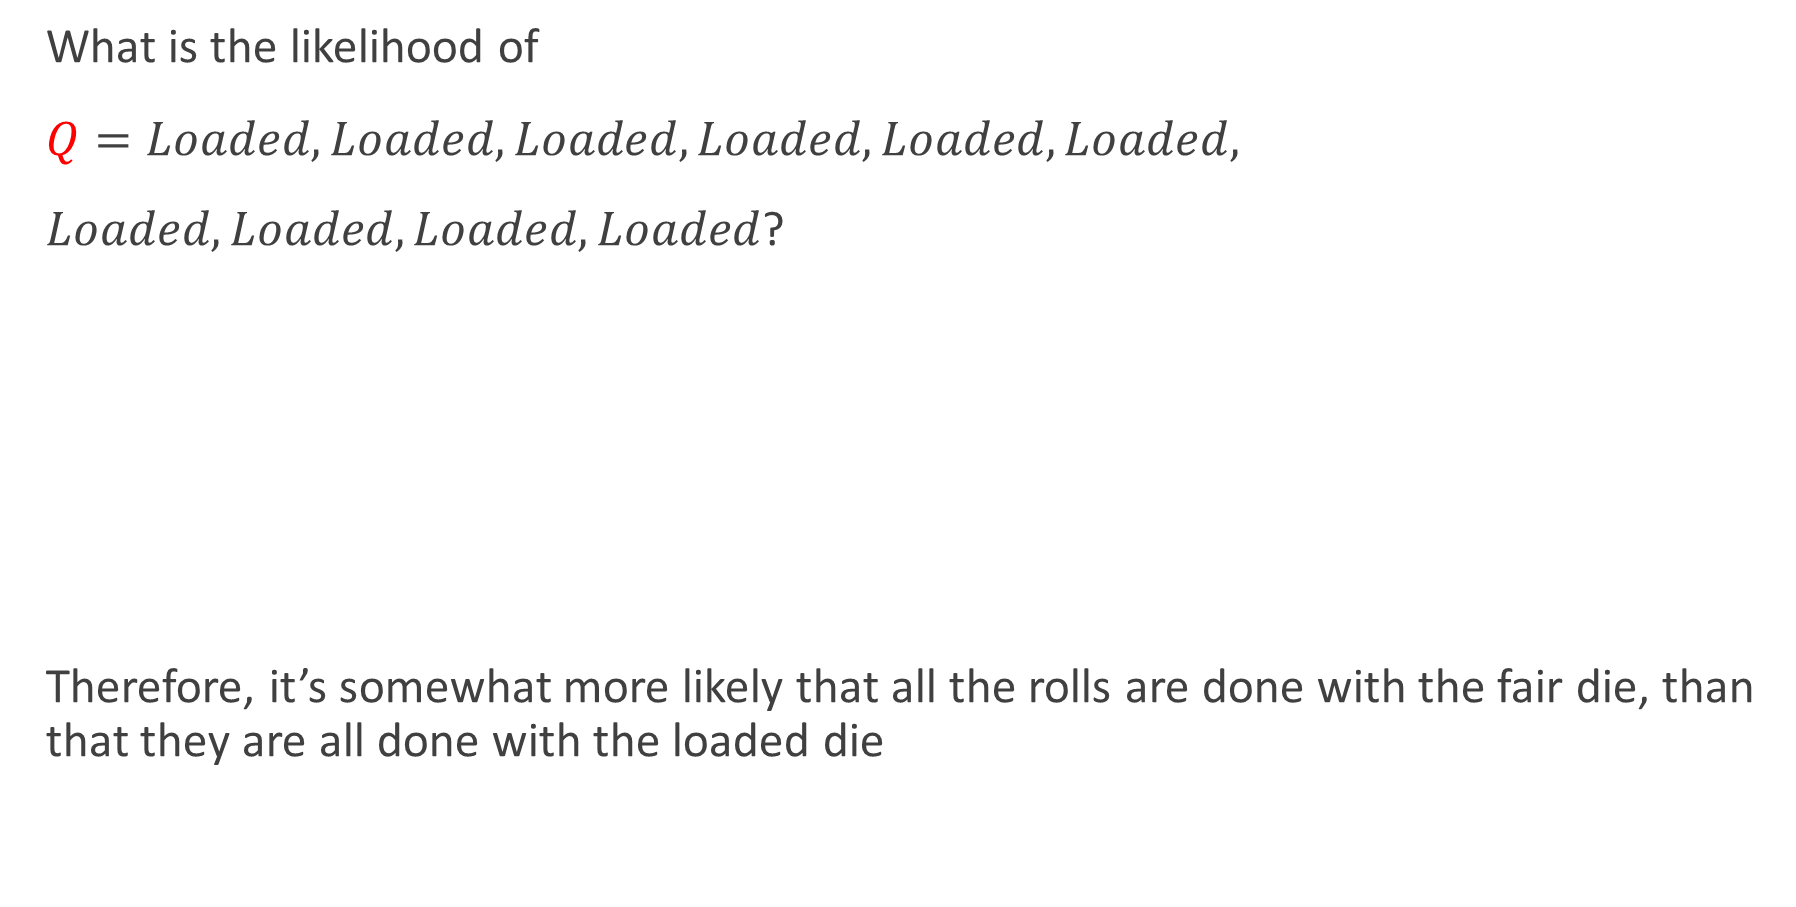 What is the likelihood of
Q = Loaded, Loaded, Loaded, Loaded, Loaded, Loaded,
Loaded, Loaded, Loaded, Loaded?
Therefore, it’s somewhat more likely that all the rolls are done with the fair die, than
that they are all done with the loaded die